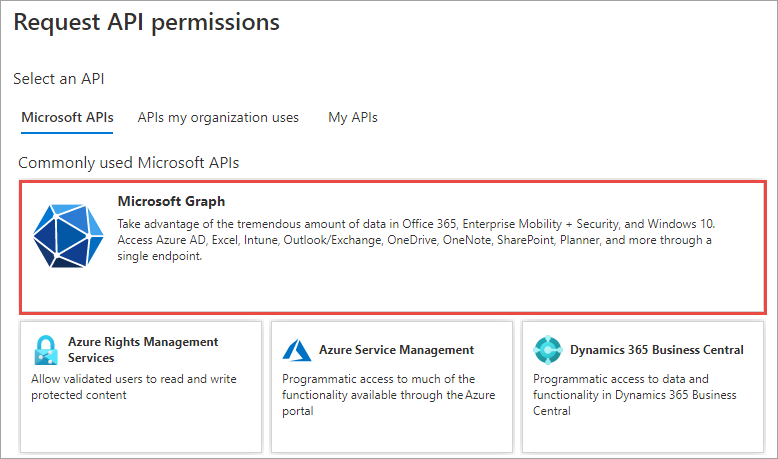 Request API permissions
Select an API
Microsoft APIs
APIs my organization uses
My APIs
Commonly used Microsoft APIs
Microsoft Graph
Take advantage of the tremendous amount of data in Office 365, Enterprise Mobility + Security, and Windows 10.
Access Azure AD, Excel, Intune, Outlook/Exchange, OneDrive, OneNote, SharePoint, Planner, and more through a
single endpoint.
Azure Rights Management
Services
Allow validated users to read and write
protected content
Azure Service Management
Programmatic access to much of the
functionality available through the Azure
portal
Dynamics 365 Business Central
Programmatic access to data and
functionality in Dynamics 365 Business
Central